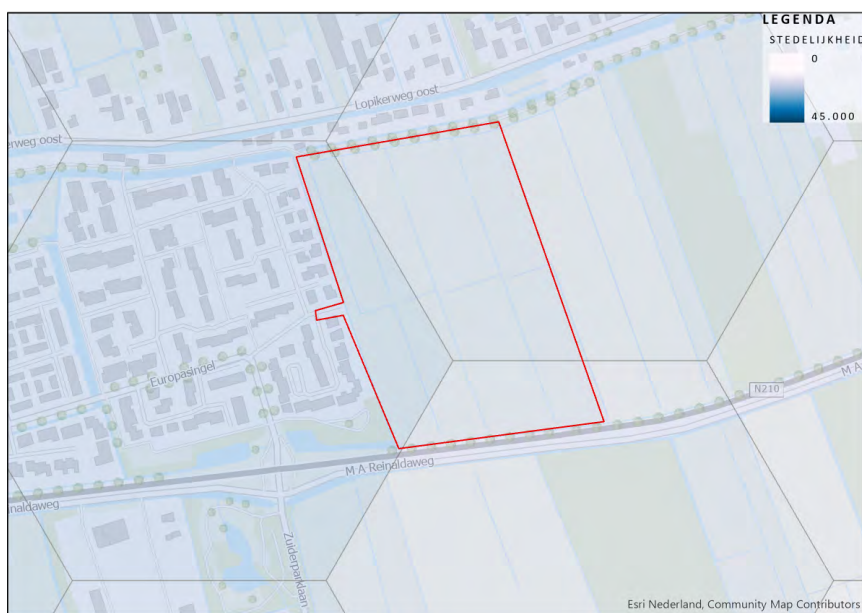 LEGENDA
STEDELIJKHEID
0
45.000
Lopikerweg oost
erweg oost
Europasingel
N210
M A
M A Reinaldaweg
naldaweg
Zuiderparklaan
Esri Nederland, Community Map Contributors